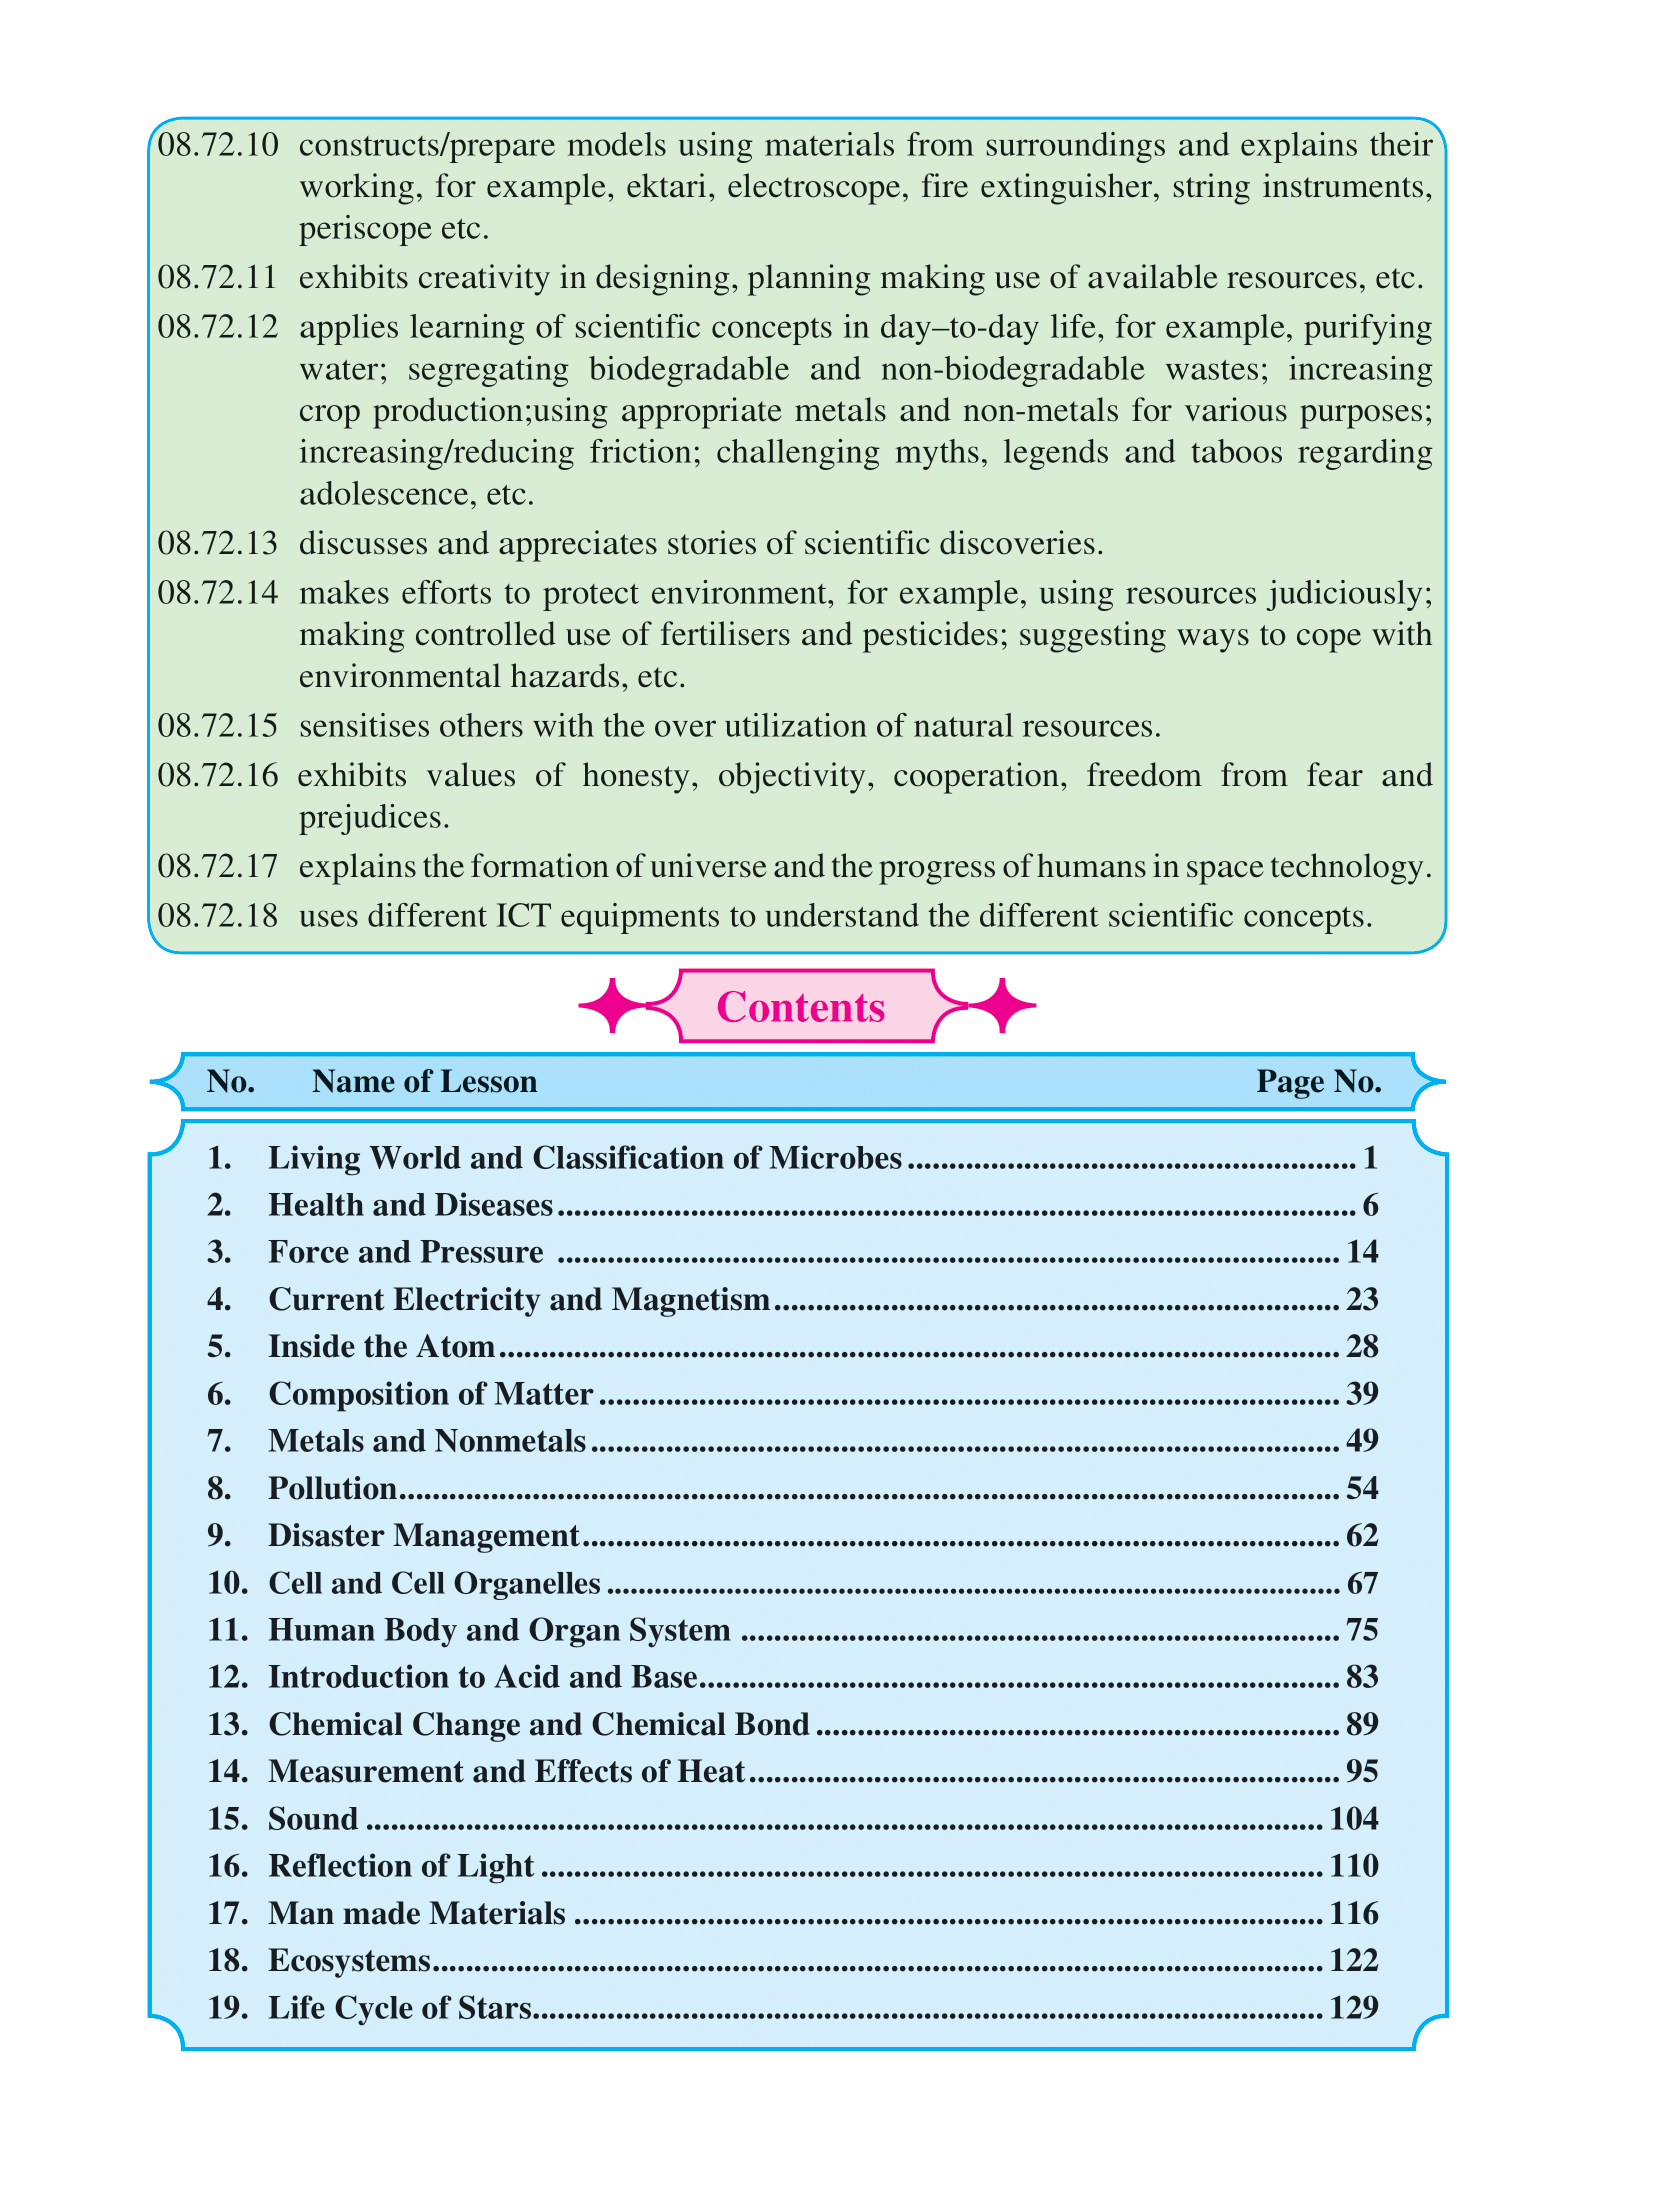 08.72.10 constructs/prepare models using materials from surroundings and explains their
working, for example, ektari, electroscope, fire extinguisher, string instruments,
periscope etc.
08.72.11 exhibits creativity in designing, planning making use of available resources, etc.
08.72.12 applies learning of scientific concepts in day–to-day life, for example, purifying
water; segregating biodegradable and non-biodegradable wastes; increasing
crop production;using appropriate metals and non-metals for various purposes;
increasing/reducing friction; challenging myths, legends and taboos regarding
adolescence, etc.
08.72.13 discusses and appreciates stories of scientific discoveries.
08.72.14 makes efforts to protect environment, for example, using resources judiciously;
making controlled use of fertilisers and pesticides; suggesting ways to cope with
environmental hazards, etc.
08.72.15 sensitises others with the over utilization of natural resources.
08.72.16 exhibits values of honesty, objectivity, cooperation, freedom from fear and
prejudices.
08.72.17 explains the formation of universe and the progress of humans in space technology.
08.72.18 uses different ICT equipments to understand the different scientific concepts.
Contents
No. Name of Lesson Page No.
1. Living World and Classification of Microbes ...................................................... 1
2. Health and Diseases ................................................................................................ 6
3. Force and Pressure .............................................................................................. 14
4. Current Electricity and Magnetism .................................................................... 23
5. Inside the Atom ..................................................................................................... 28
6. Composition of Matter ......................................................................................... 39
7. Metals and Nonmetals .......................................................................................... 49
8. Pollution ................................................................................................................. 54
9. Disaster Management ........................................................................................... 62
10. Cell and Cell Organelles ........................................................................................ 67
11. Human Body and Organ System ........................................................................ 75
12. Introduction to Acid and Base ............................................................................. 83
13. Chemical Change and Chemical Bond ............................................................... 89
14. Measurement and Effects of Heat ....................................................................... 95
15. Sound ................................................................................................................... 104
16. Reflection of Light .............................................................................................. 110
17. Man made Materials .......................................................................................... 116
18. Ecosystems ........................................................................................................... 122
19. Life Cycle of Stars ............................................................................................... 129